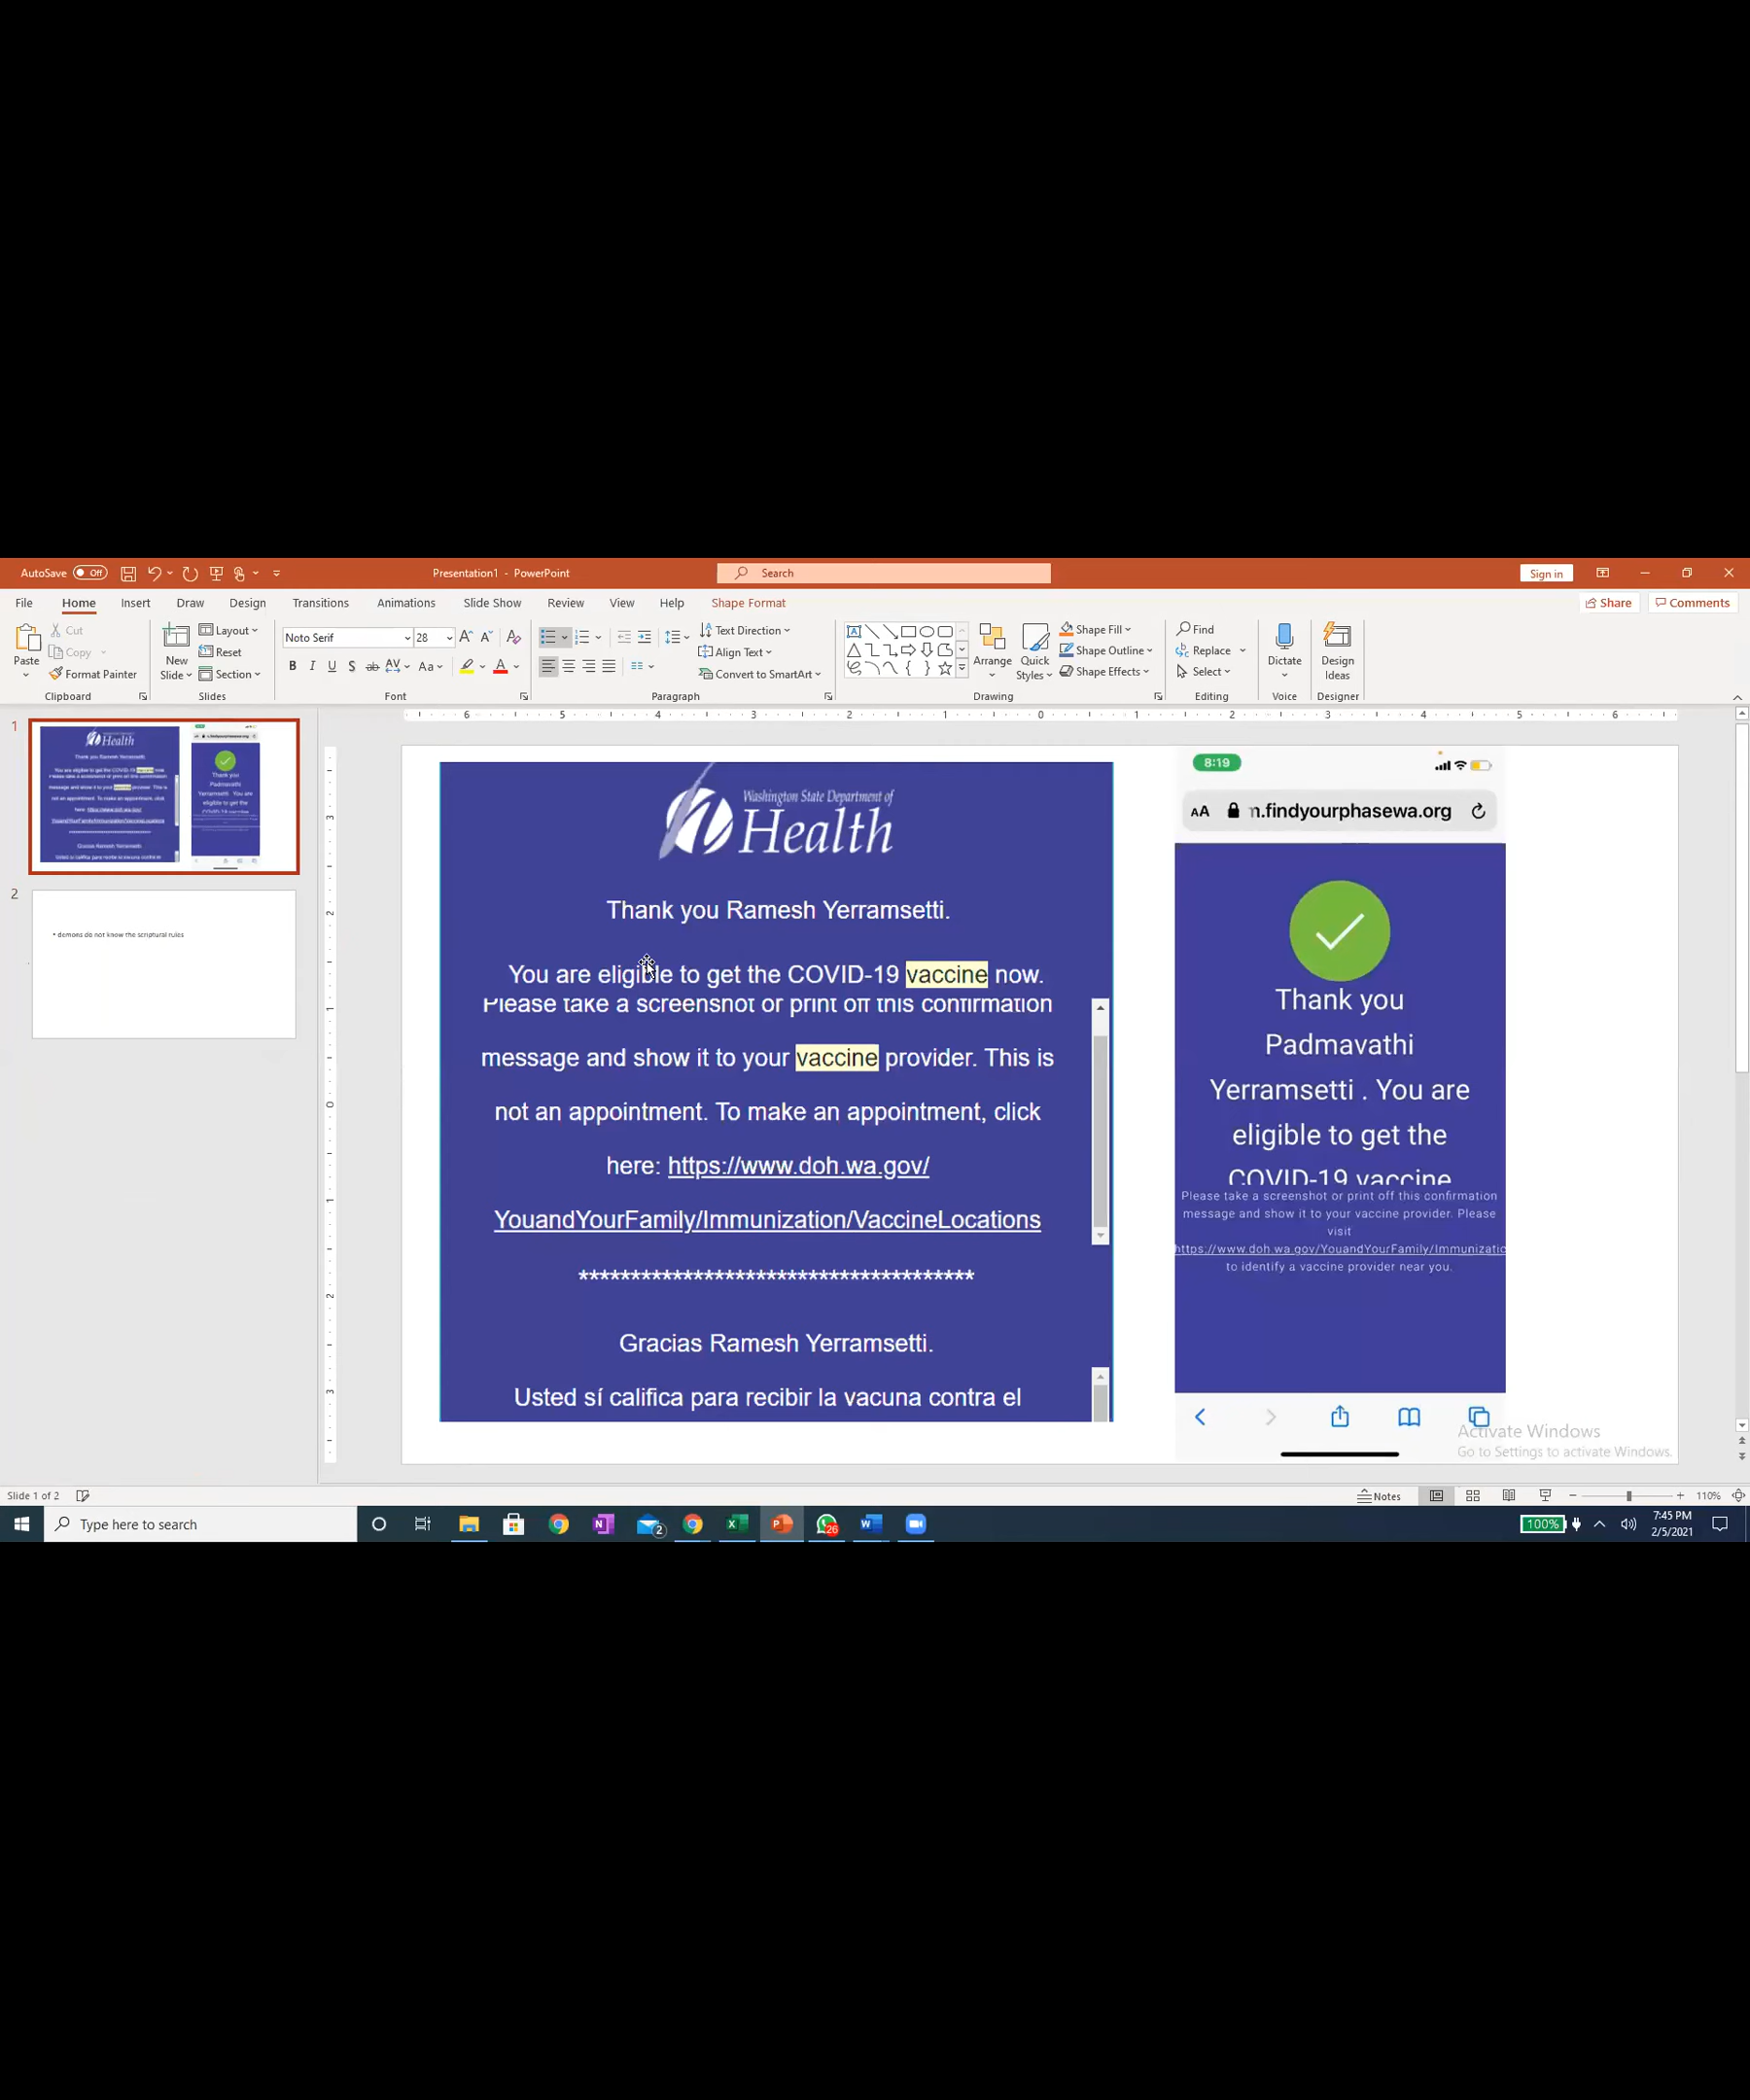 AutoSave Off Presentation1 - PowerPoint Search Sign in
File Home Insert Draw Design Transitions Animations Slide Show Review View Help Shape Format Share Comments
Paste Cut Copy Format Painter
New Slide Layout Reset Section
Noto Serif 28
Text Direction Align Text Convert to SmartArt
Arrange Quick Styles Shape Fill Shape Outline Shape Effects
Find Replace Select
Dictate Design Ideas
Clipboard Slides Font Paragraph Drawing Editing Voice Designer
1
2
* demons do not know the scriptural rules
Washington State Department of
Health
Thank you Ramesh Yerramsetti.
You are eligible to get the COVID-19 vaccine now.
Please take a screenshot or print off this confirmation
message and show it to your vaccine provider. This is
not an appointment. To make an appointment, click
here: https://www.doh.wa.gov/
YouandYourFamily/Immunization/VaccineLocations
*************************************
Gracias Ramesh Yerramsetti.
Usted sí califica para recibir la vacuna contra el
8:19
AA n.findyourphasewa.org
Thank you
Padmavathi
Yerramsetti . You are
eligible to get the
COVID-19 vaccine
Please take a screenshot or print off this confirmation
message and show it to your vaccine provider. Please
visit
https://www.doh.wa.gov/YouandYourFamily/Immunizatio
to identify a vaccine provider near you.
Activate Windows
Go to Settings to activate Windows.
Slide 1 of 2 Notes 110%
Type here to search 2 26 100% 7:45 PM
2/5/2021